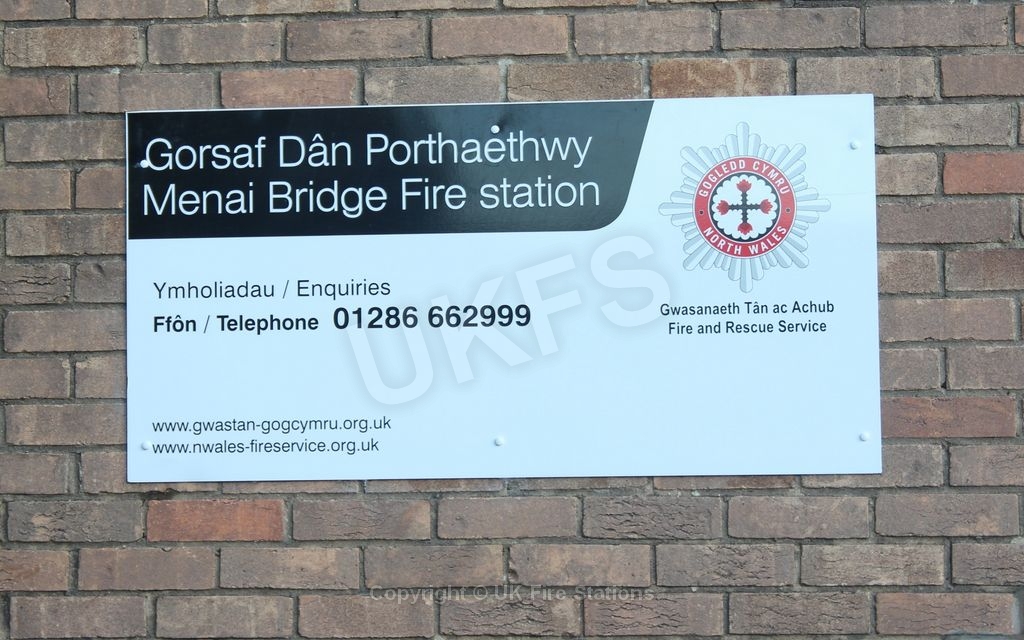 Gorsaf Dân Porthaethwy
Menai Bridge Fire station
GOGLEDD CYMRU
NORTH WALES
Gwasanaeth Tân ac Achub
Fire and Rescue Service
Ymholiadau / Enquiries
Ffôn / Telephone 01286 662999
www.gwastan-gogcymru.org.uk
www.nwales-fireservice.org.uk
UKFS
Copyright © UK Fire Stations